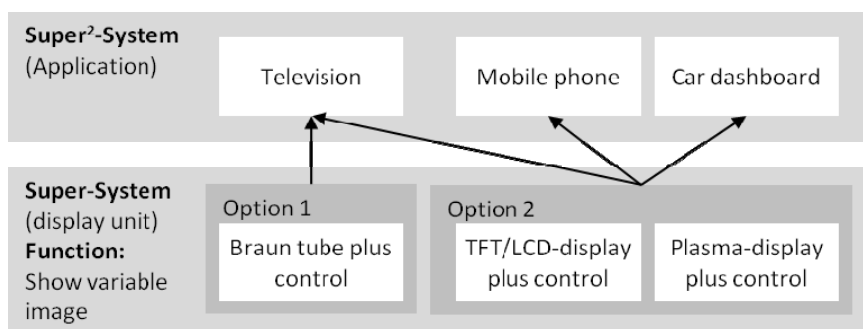 Super²-System
(Application)
Television
Mobile phone
Car dashboard
Super-System
(display unit)
Function:
Show variable
image
Option 1
Braun tube plus
control
Option 2
TFT/LCD-display
plus control
Plasma-display
plus control